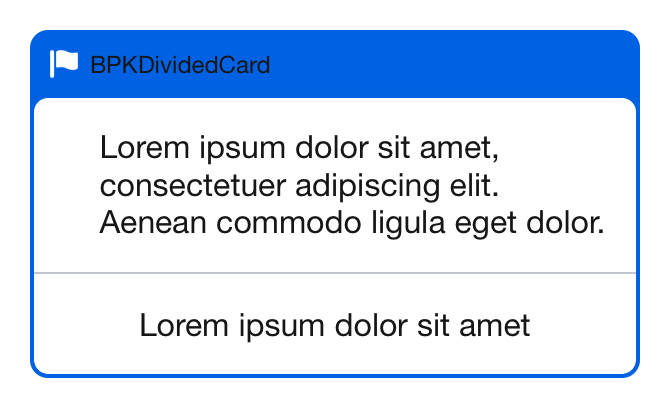 BPKDividedCard
Lorem ipsum dolor sit amet,
consectetuer adipiscing elit.
Aenean commodo ligula eget dolor.
Lorem ipsum dolor sit amet